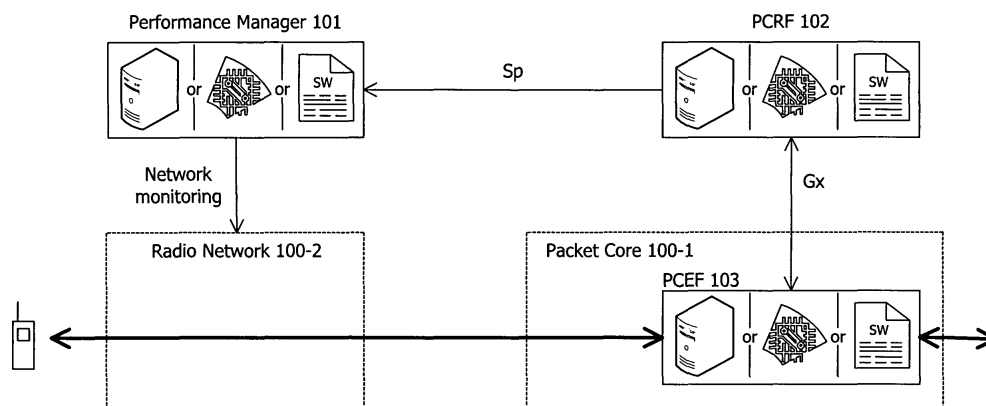 Performance Manager 101
PCRF 102
or or SW
Sp
or or SW
Network
monitoring
Gx
Radio Network 100-2
Packet Core 100-1
PCEF 103
or or SW